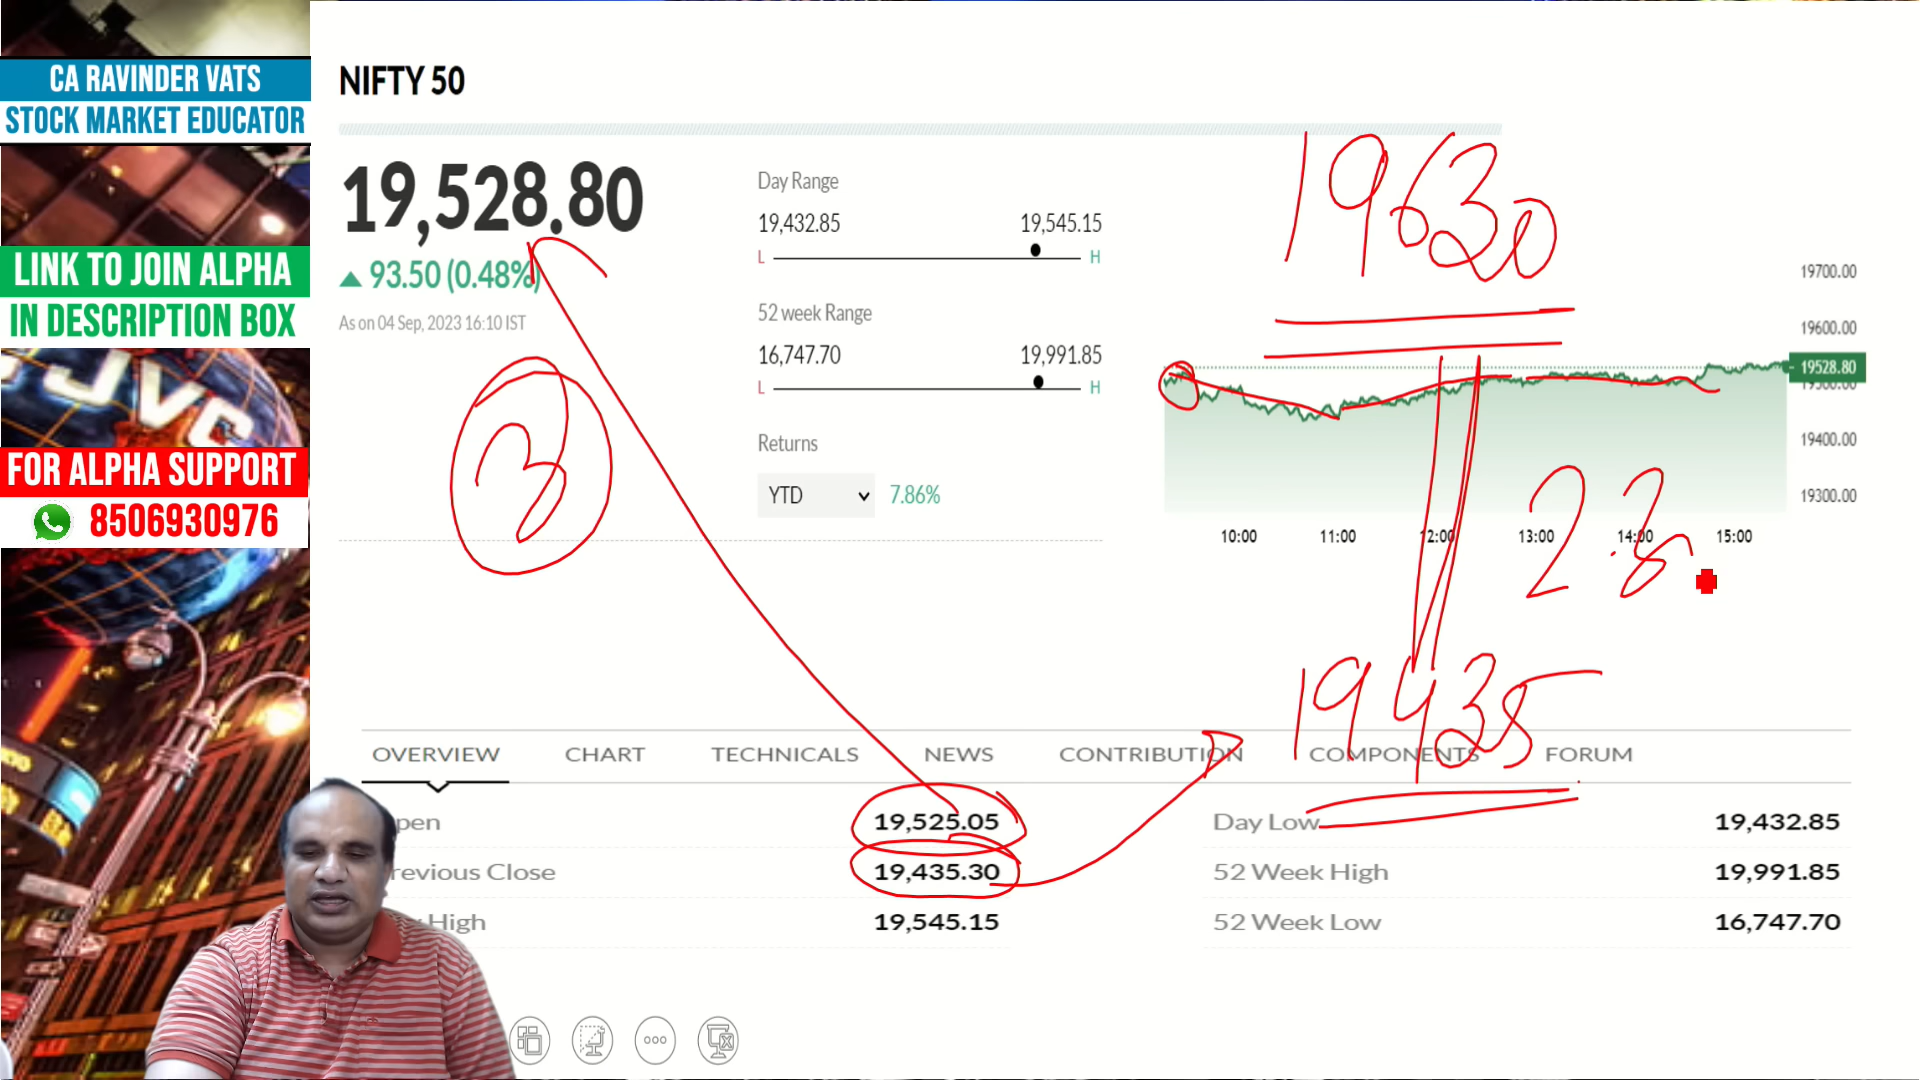 CA RAVINDER VATS
STOCK MARKET EDUCATOR
LINK TO JOIN ALPHA
IN DESCRIPTION BOX
JVC
FOR ALPHA SUPPORT
8506930976
NIFTY 50
19,528.80
▲ 93.50 (0.48%)
As on 04 Sep, 2023 16:10 IST
Day Range
19,432.85 19,545.15
L H
52 week Range
16,747.70 19,991.85
L H
Returns
YTD 7.86%
19630
19700.00
19600.00
19528.80
19500.00
19400.00
19300.00
10:00 11:00 12:00 13:00 14:00 15:00
3
19435
OVERVIEW CHART TECHNICALS NEWS CONTRIBUTION COMPONENTS FORUM
pen 19,525.05 Day Low 19,432.85
revious Close 19,435.30 52 Week High 19,991.85
High 19,545.15 52 Week Low 16,747.70